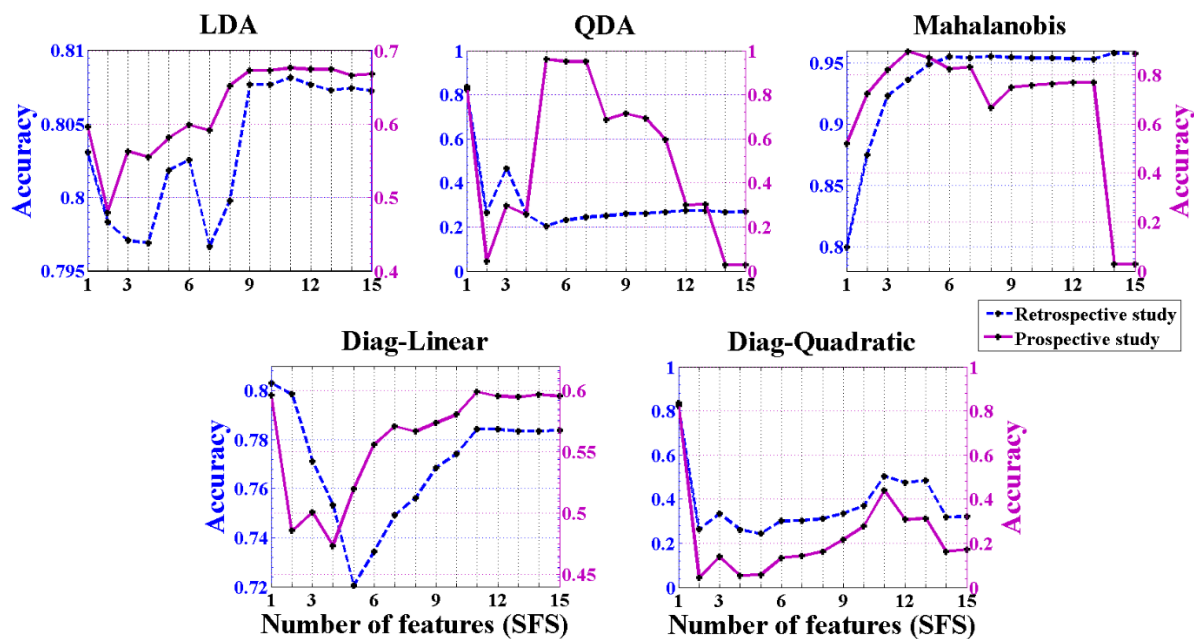 LDA
0.81
0.805
0.8
0.795
Accuracy
0.7
0.6
0.5
0.4
1 3 6 9 12 15
QDA
1
0.8
0.6
0.4
0.2
0
1
0.8
0.6
0.4
0.2
0
1 3 6 9 12 15
Mahalanobis
0.95
0.9
0.85
0.8
0.8
0.6
0.4
0.2
0
Accuracy
1 3 6 9 12 15
Retrospective study
Prospective study
Diag-Linear
0.8
0.78
0.76
0.74
0.72
Accuracy
0.6
0.55
0.5
0.45
1 3 6 9 12 15
Number of features (SFS)
Diag-Quadratic
1
0.8
0.6
0.4
0.2
0
1
0.8
0.6
0.4
0.2
0
Accuracy
1 3 6 9 12 15
Number of features (SFS)